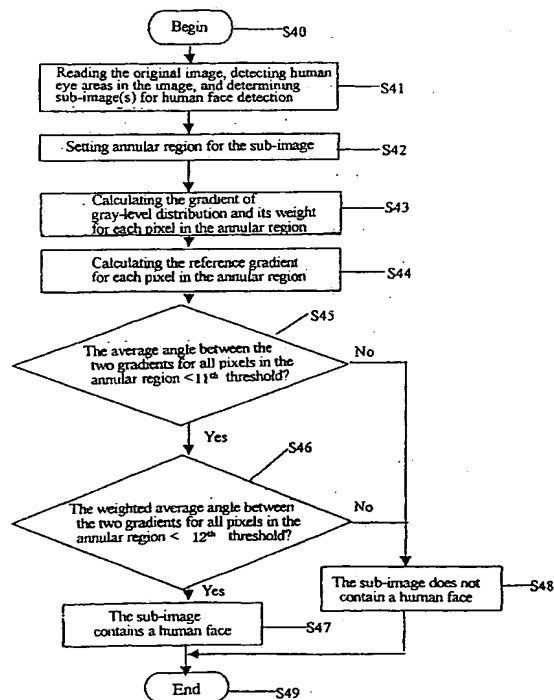 Begin
S40
Reading the original image, detecting human
eye areas in the image, and determining
sub-image(s) for human face detection
S41
Setting annular region for the sub-image
S42
Calculating the gradient of
gray-level distribution and its weight
for each pixel in the annular region
S43
Calculating the reference gradient
for each pixel in the annular region
S44
S45
The average angle between the
two gradients for all pixels in the
annular region <11th threshold?
No
Yes
S46
The weighted average angle between
the two gradients for all pixels in the
annular region < 12th threshold?
No
Yes
The sub-image does not
contain a human face
S48
The sub-image
contains a human face
S47
End
S49